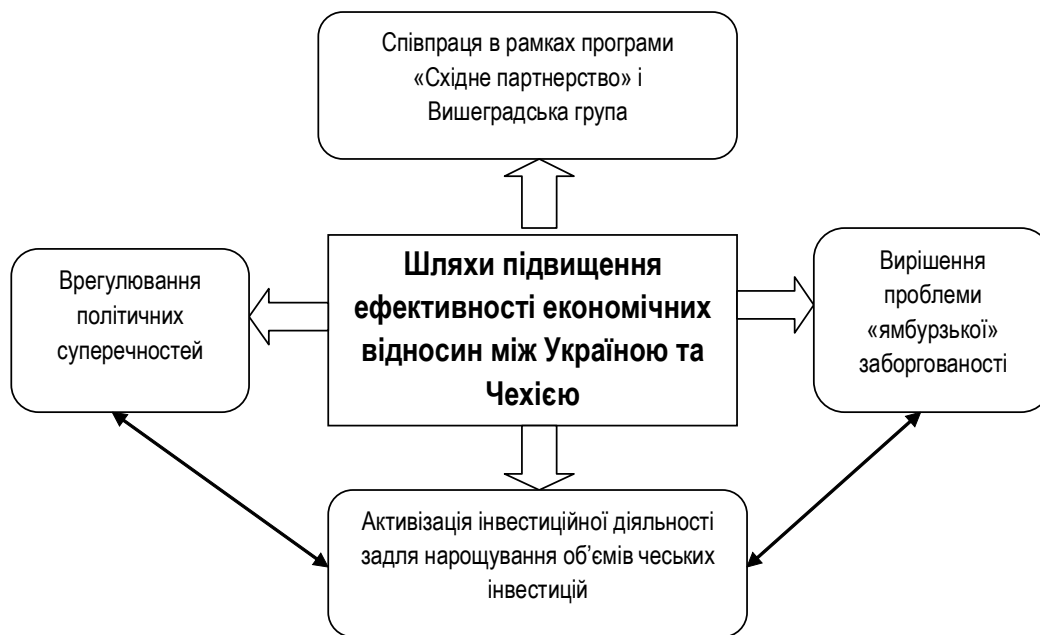 Співпраця в рамках програми
«Східне партнерство» і
Вишеградська група
Врегулювання
політичних
суперечностей
Шляхи підвищення
ефективності економічних
відносин між Україною та
Чехією
Вирішення
проблеми
«ямбурзької»
заборгованості
Активізація інвестиційної діяльності
задля нарощування об’ємів чеських
інвестицій